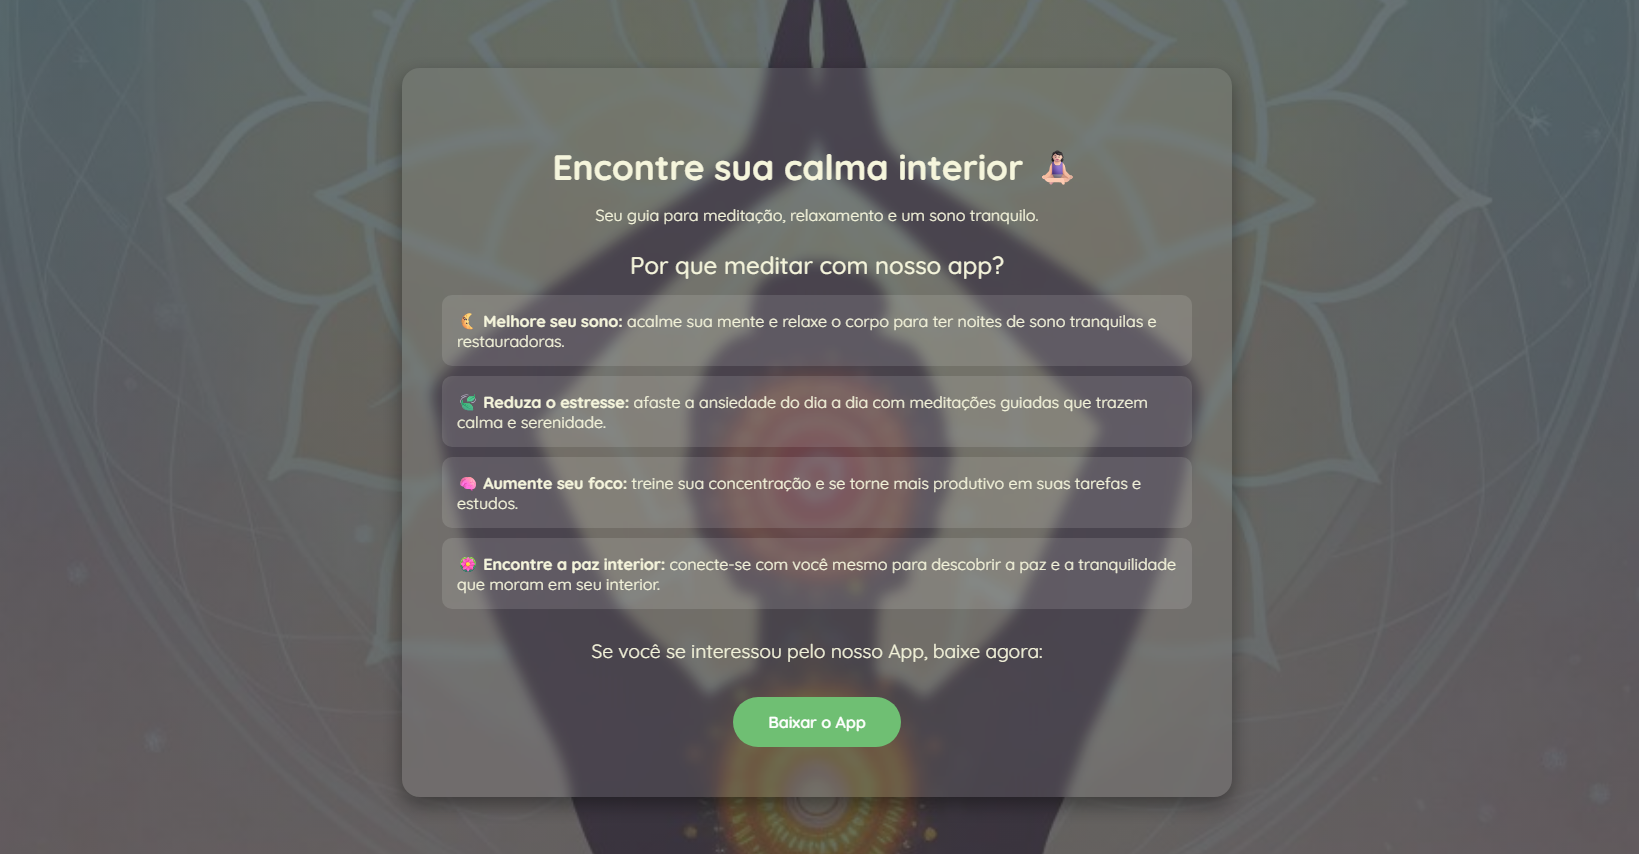 Encontre sua calma interior 🧘🏻‍♀️
Seu guia para meditação, relaxamento e um sono tranquilo.
Por que meditar com nosso app?
🌜 Melhore seu sono: acalme sua mente e relaxe o corpo para ter noites de sono tranquilas e
restauradoras.
🌿 Reduza o estresse: afaste a ansiedade do dia a dia com meditações guiadas que trazem
calma e serenidade.
🧠 Aumente seu foco: treine sua concentração e se torne mais produtivo em suas tarefas e
estudos.
🌺 Encontre a paz interior: conecte-se com você mesmo para descobrir a paz e a tranquilidade
que moram em seu interior.
Se você se interessou pelo nosso App, baixe agora:
Baixar o App